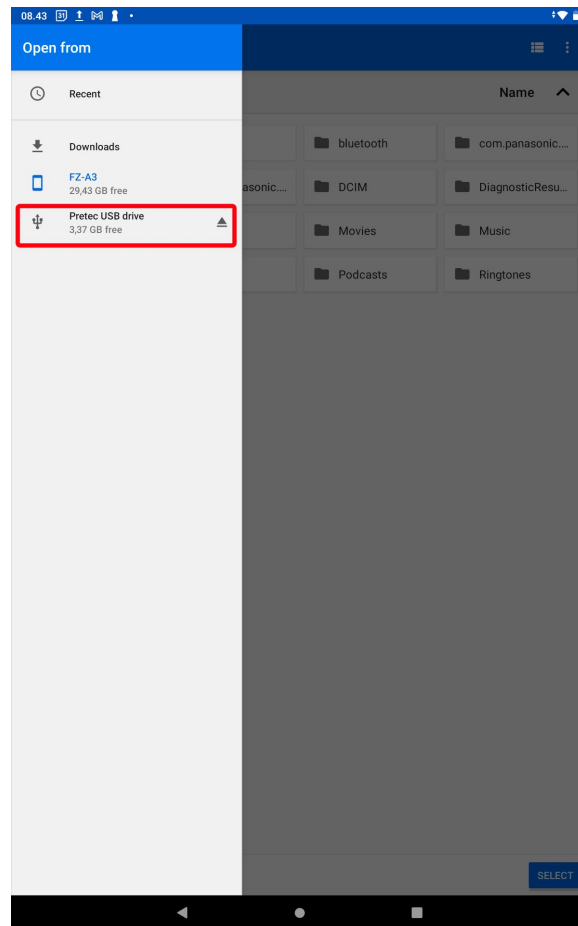 08.43 31
Open from
Recent
Name
Downloads
bluetooth
com.panasonic....
FZ-A3
29,43 GB free
asonic....
DCIM
DiagnosticResu...
Pretec USB drive
3,37 GB free
Movies
Music
Podcasts
Ringtones
SELECT